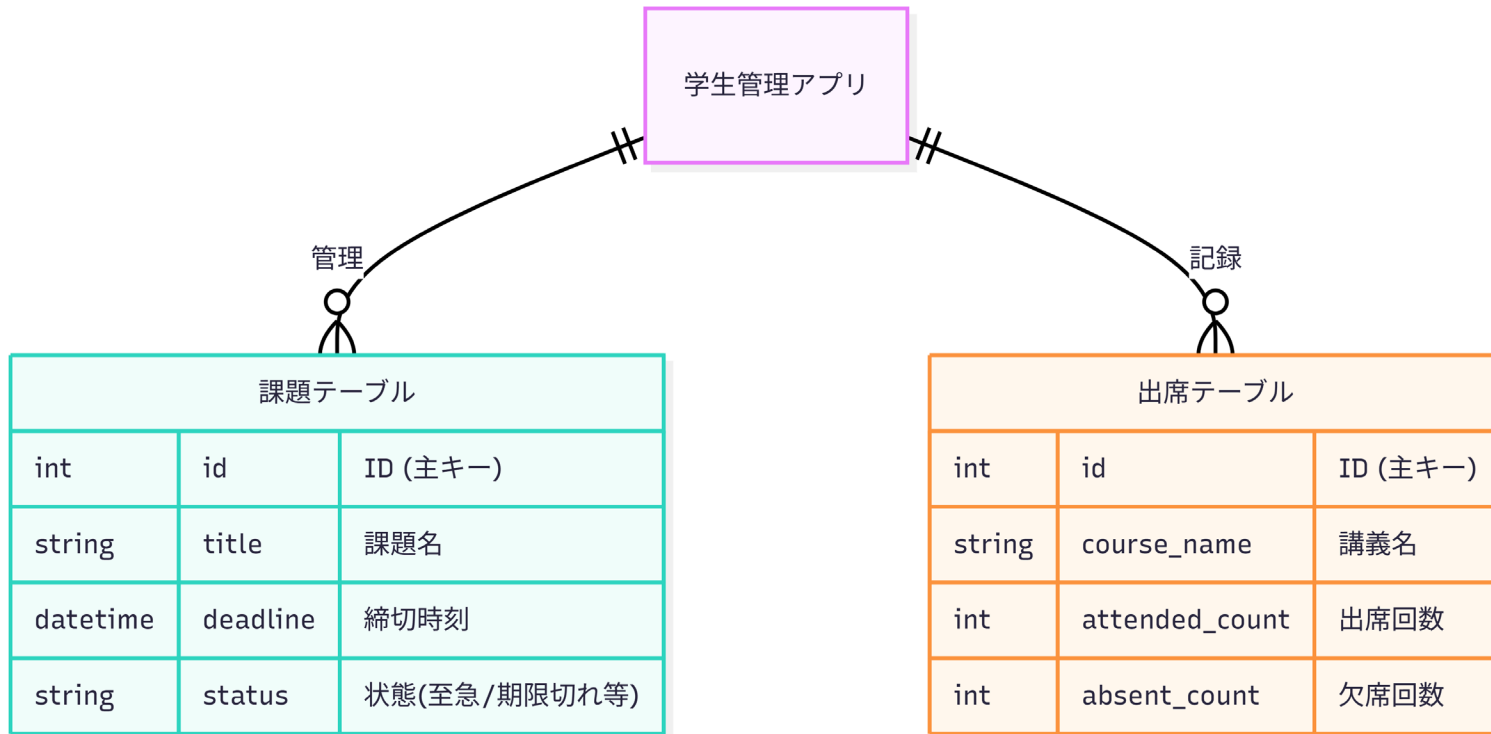 学生管理アプリ
管理
記録
課題テーブル
int id ID (主キー)
string title 課題名
datetime deadline 締切時刻
string status 状態(至急/期限切れ等)
出席テーブル
int id ID (主キー)
string course_name 講義名
int attended_count 出席回数
int absent_count 欠席回数